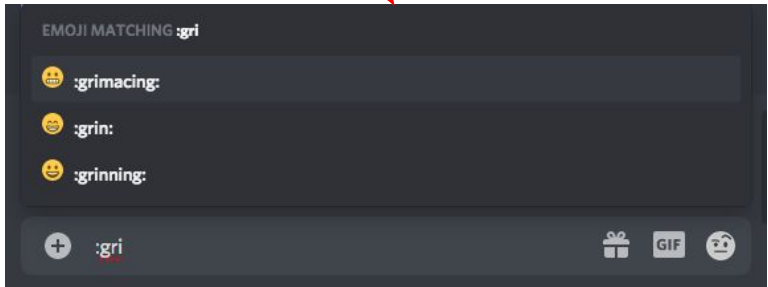 EMOJI MATCHING :gri
:grimacing:
:grin:
:grinning:
:gri
GIF